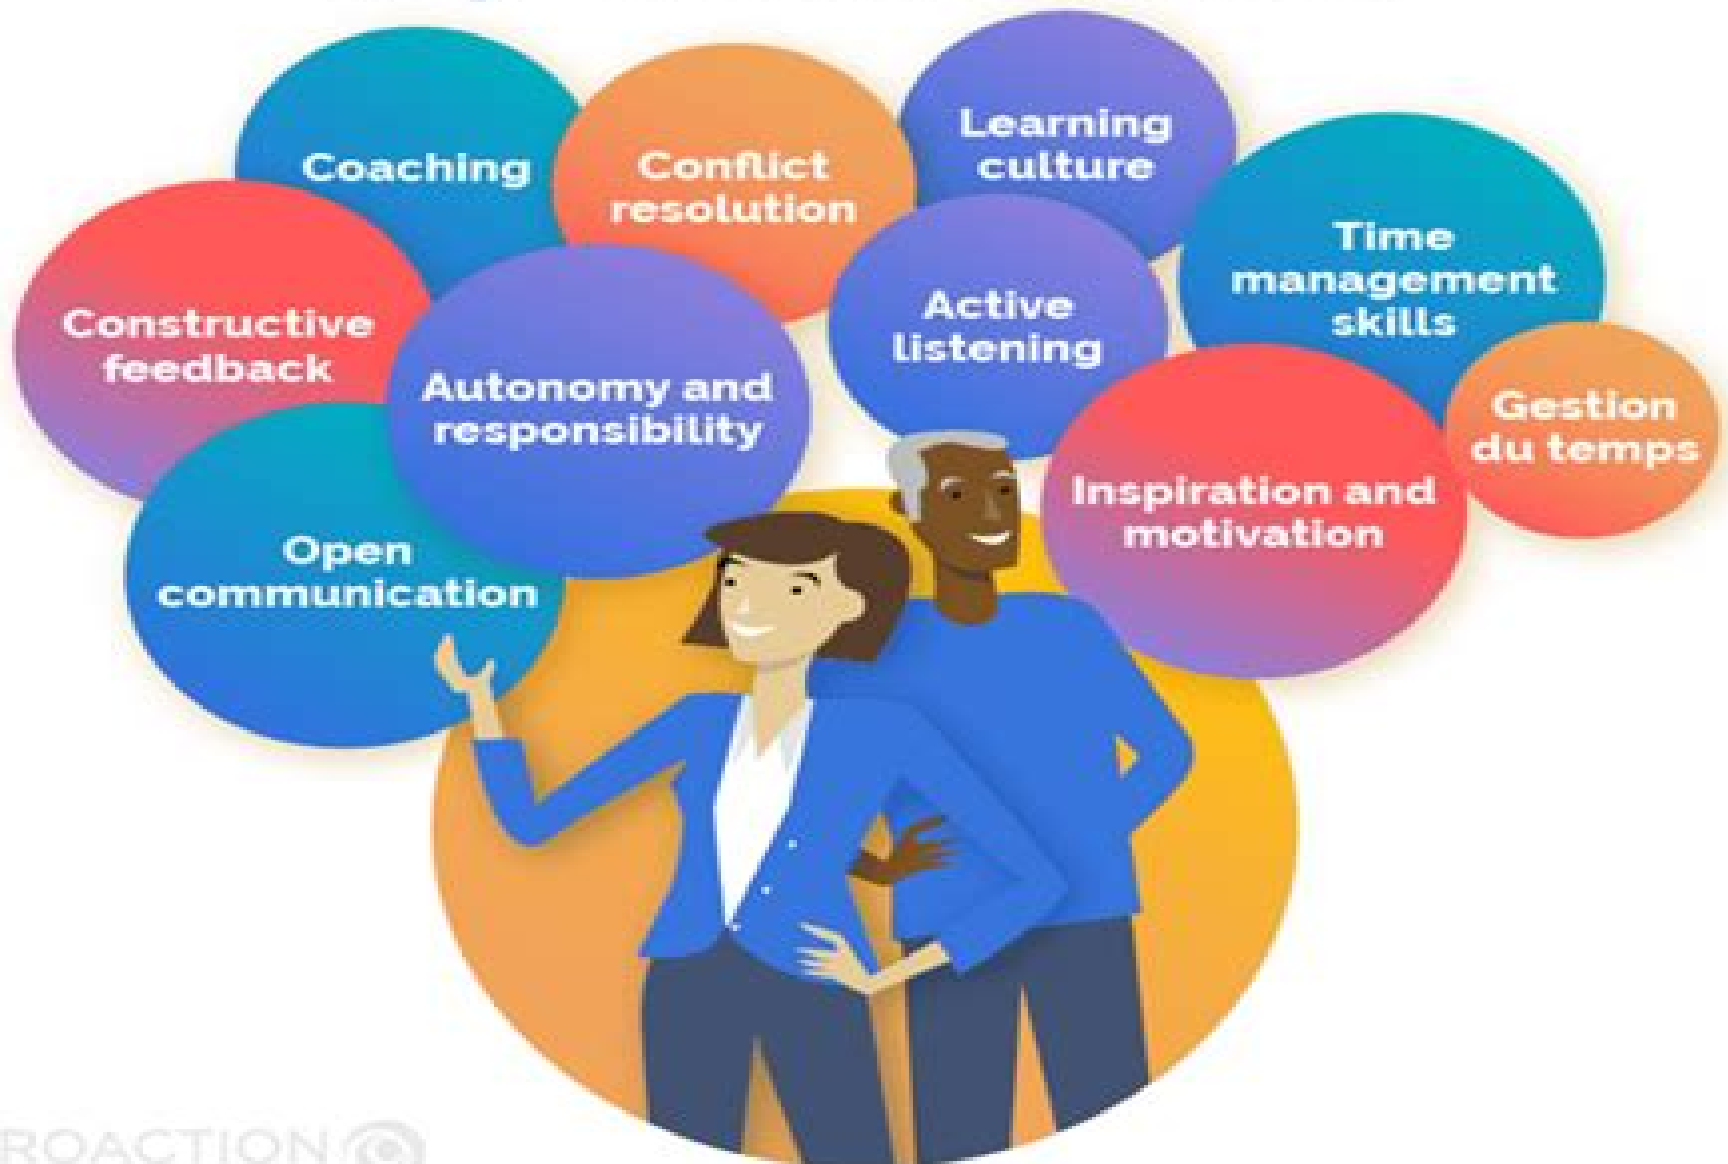 Coaching
Conflict
resolution
Learning
culture
Time
management
skills
Constructive
feedback
Autonomy and
responsibility
Active
listening
Gestion
du temps
Inspiration and
motivation
Open
communication
ROACTION